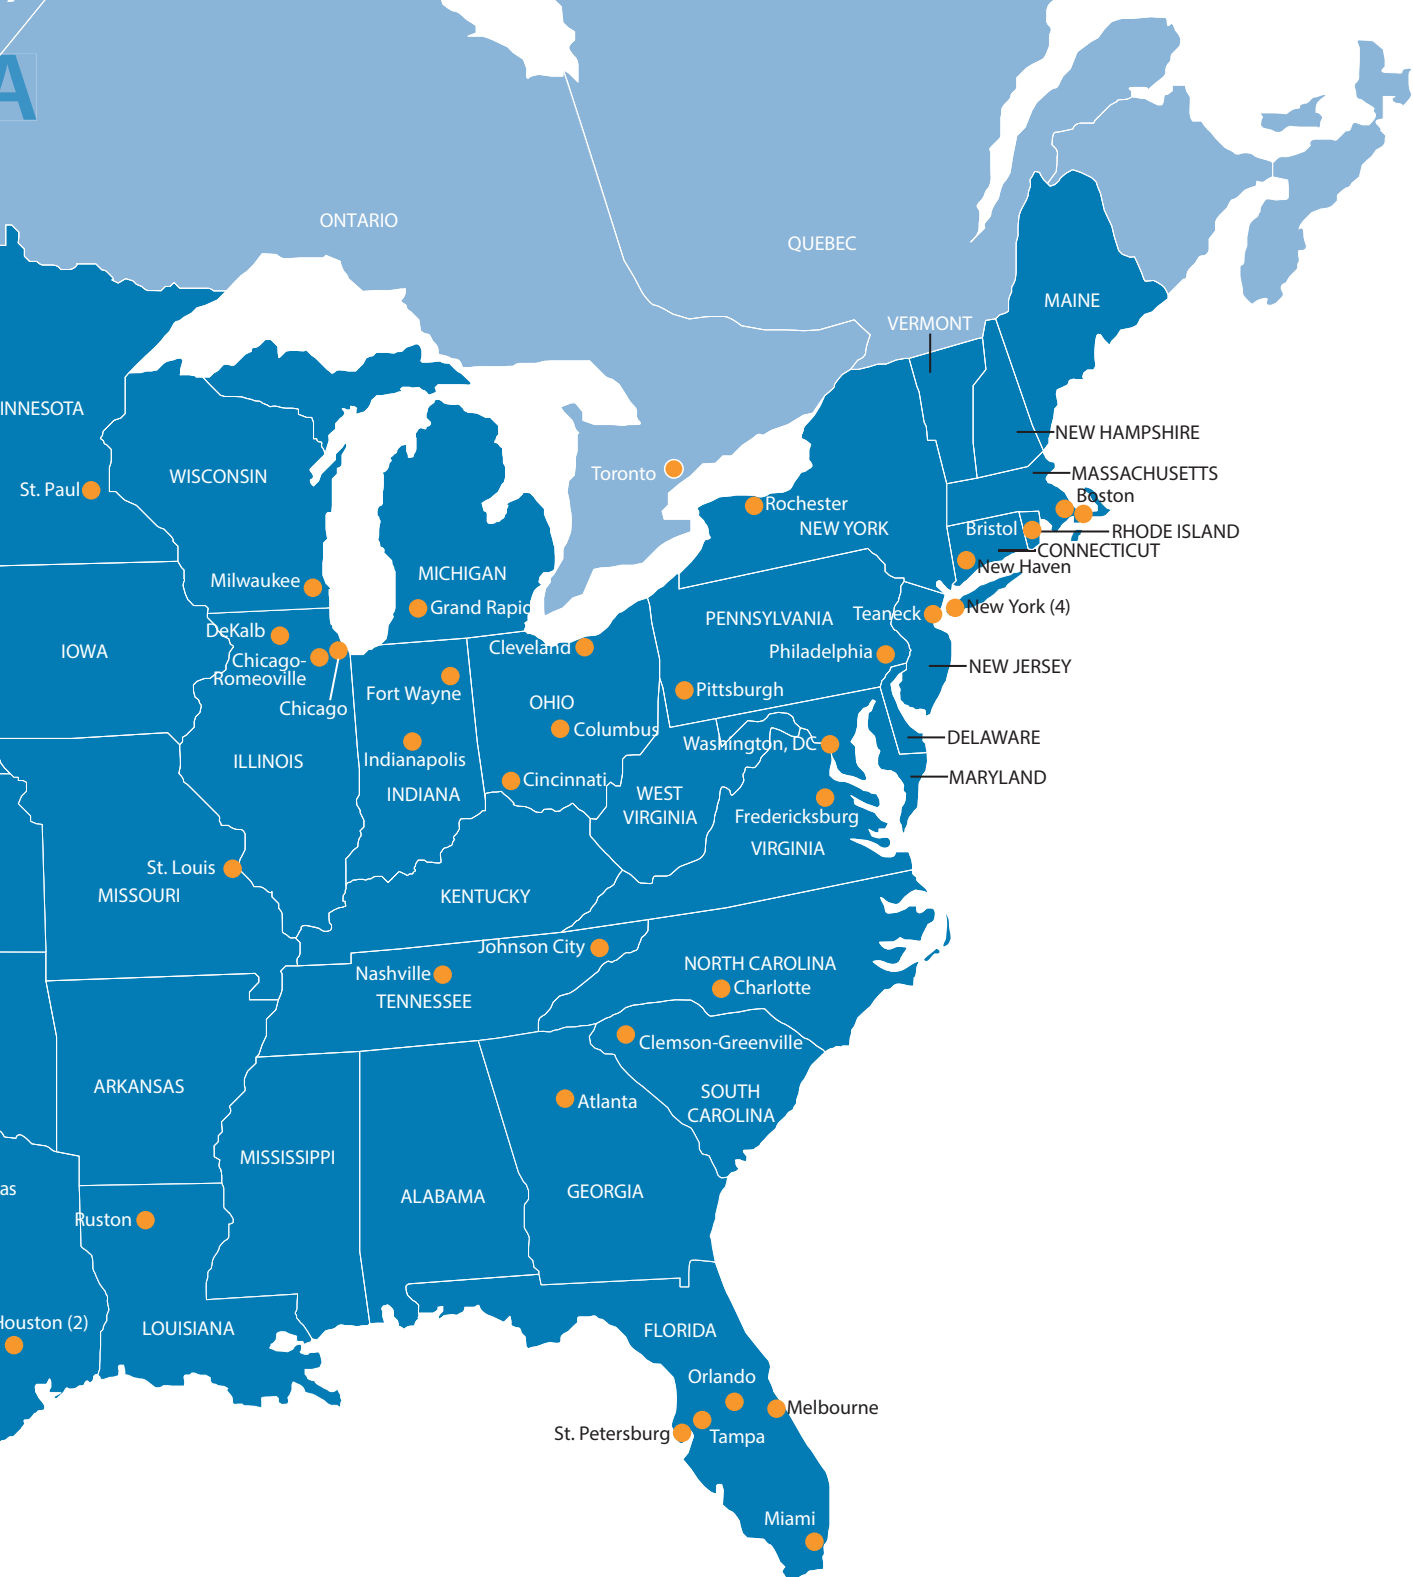 A
ONTARIO
QUEBEC
MAINE
VERMONT
INNESOTA
NEW HAMPSHIRE
WISCONSIN
MASSACHUSETTS
Toronto
St. Paul
Boston
Rochester
NEW YORK
Bristol
RHODE ISLAND
CONNECTICUT
New Haven
MICHIGAN
Milwaukee
Grand Rapic
New York (4)
Teaneck
PENNSYLVANIA
DeKalb
IOWA
Cleveland
Philadelphia
Chicago-
Romeoville
NEW JERSEY
Fort Wayne
Pittsburgh
OHIO
Chicago
Columbus
DELAWARE
Washington, DC
ILLINOIS
Indianapolis
MARYLAND
Cincinnati
INDIANA
WEST
VIRGINIA
Fredericksburg
VIRGINIA
St. Louis
MISSOURI
KENTUCKY
Johnson City
NORTH CAROLINA
Nashville
Charlotte
TENNESSEE
Clemson-Greenville
ARKANSAS
SOUTH
CAROLINA
Atlanta
MISSISSIPPI
as
ALABAMA
GEORGIA
Ruston
Houston (2)
LOUISIANA
FLORIDA
Orlando
Melbourne
St. Petersburg
Tampa
Miami